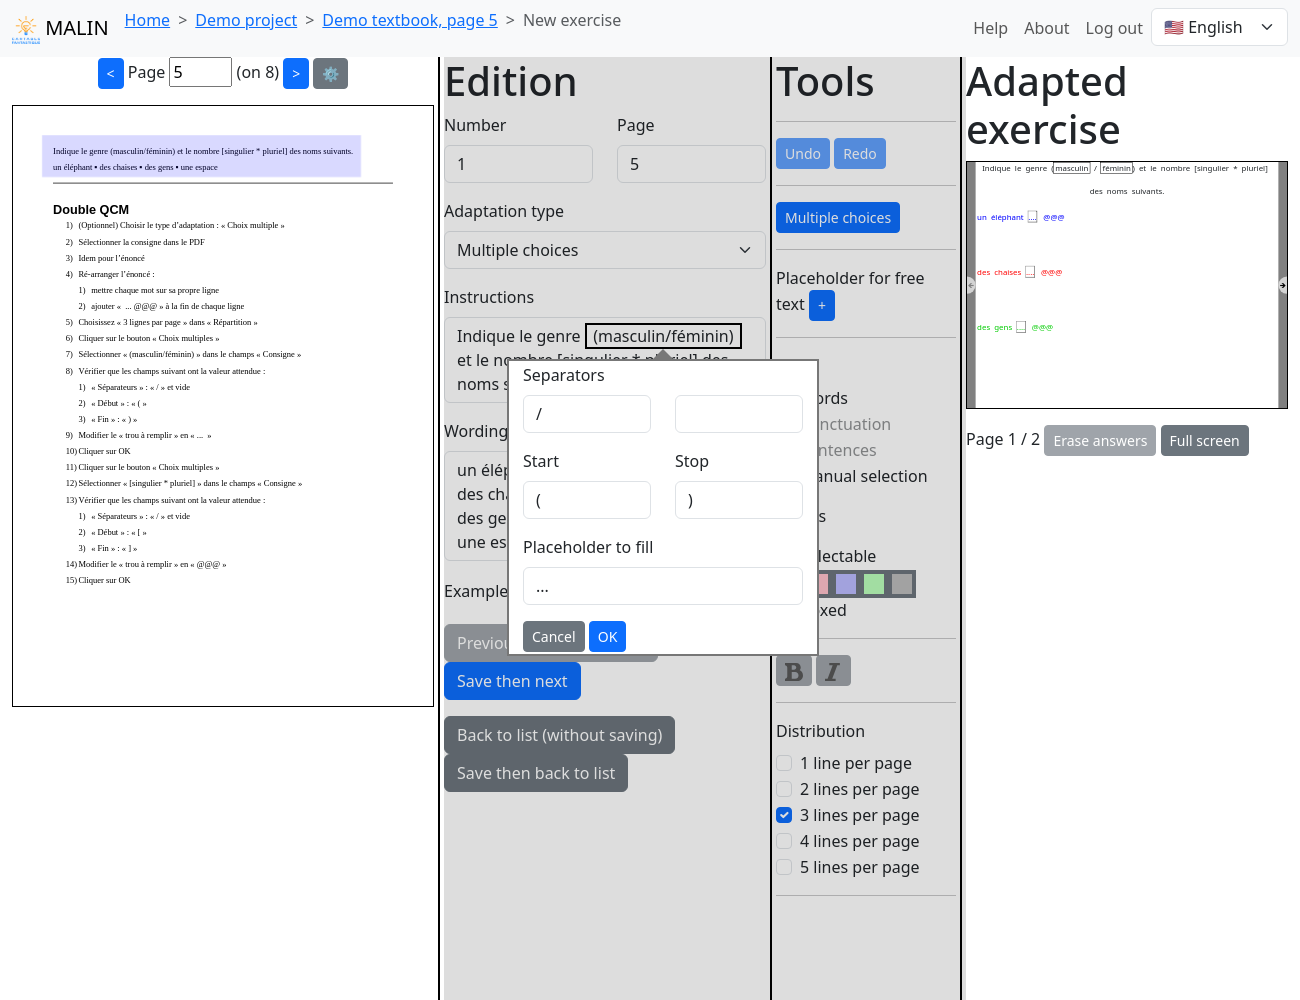 MALIN
Home > Demo project > Demo textbook, page 5 > New exercise
Help About Log out 🇺🇸 English
< Page 5 (on 8) > ⚙️
Indique le genre (masculin/féminin) et le nombre [singulier * pluriel] des noms suivants.
un éléphant • des chaises • des gens • une espace
Double QCM
1) (Optionnel) Choisir le type d'adaptation : « Choix multiple »
2) Sélectionner la consigne dans le PDF
3) Idem pour l'énoncé
4) Ré-arranger l'énoncé :
1) mettre chaque mot sur sa propre ligne
2) ajouter « ... @@@ » à la fin de chaque ligne
5) Choisissez « 3 lignes par page » dans « Répartition »
6) Cliquer sur le bouton « Choix multiples »
7) Sélectionner « (masculin/féminin) » dans le champs « Consigne »
8) Vérifier que les champs suivant ont la valeur attendue :
1) « Séparateurs » : « / » et vide
2) « Début » : « ( »
3) « Fin » : « ) »
9) Modifier le « trou à remplir » en « ... »
10) Cliquer sur OK
11) Cliquer sur le bouton « Choix multiples »
12) Sélectionner « [singulier * pluriel] » dans le champs « Consigne »
13) Vérifier que les champs suivant ont la valeur attendue :
1) « Séparateurs » : « / » et vide
2) « Début » : « [ »
3) « Fin » : « ] »
14) Modifier le « trou à remplir » en « @@@ »
15) Cliquer sur OK
Edition
Number Page
1 5
Adaptation type
Multiple choices
Instructions
Indique le genre (masculin/féminin)
et le nombre [singulier * pluriel] des
noms s
Wording
un élép
des cha
des ge
une es
Example
Previou
Save then next
Back to list (without saving)
Save then back to list
Separators
/
Start Stop
( )
Placeholder to fill
...
Cancel OK
Tools
Undo Redo
Multiple choices
Placeholder for free
text +
ords
nctuation
ntences
anual selection
s
lectable
xed
B I
Distribution
1 line per page
2 lines per page
3 lines per page
4 lines per page
5 lines per page
Adapted
exercise
Indique le genre (masculin / féminin) et le nombre [singulier * pluriel]
des noms suivants.
un éléphant ... @@@
des chaises ... @@@
des gens ... @@@
Page 1 / 2 Erase answers Full screen